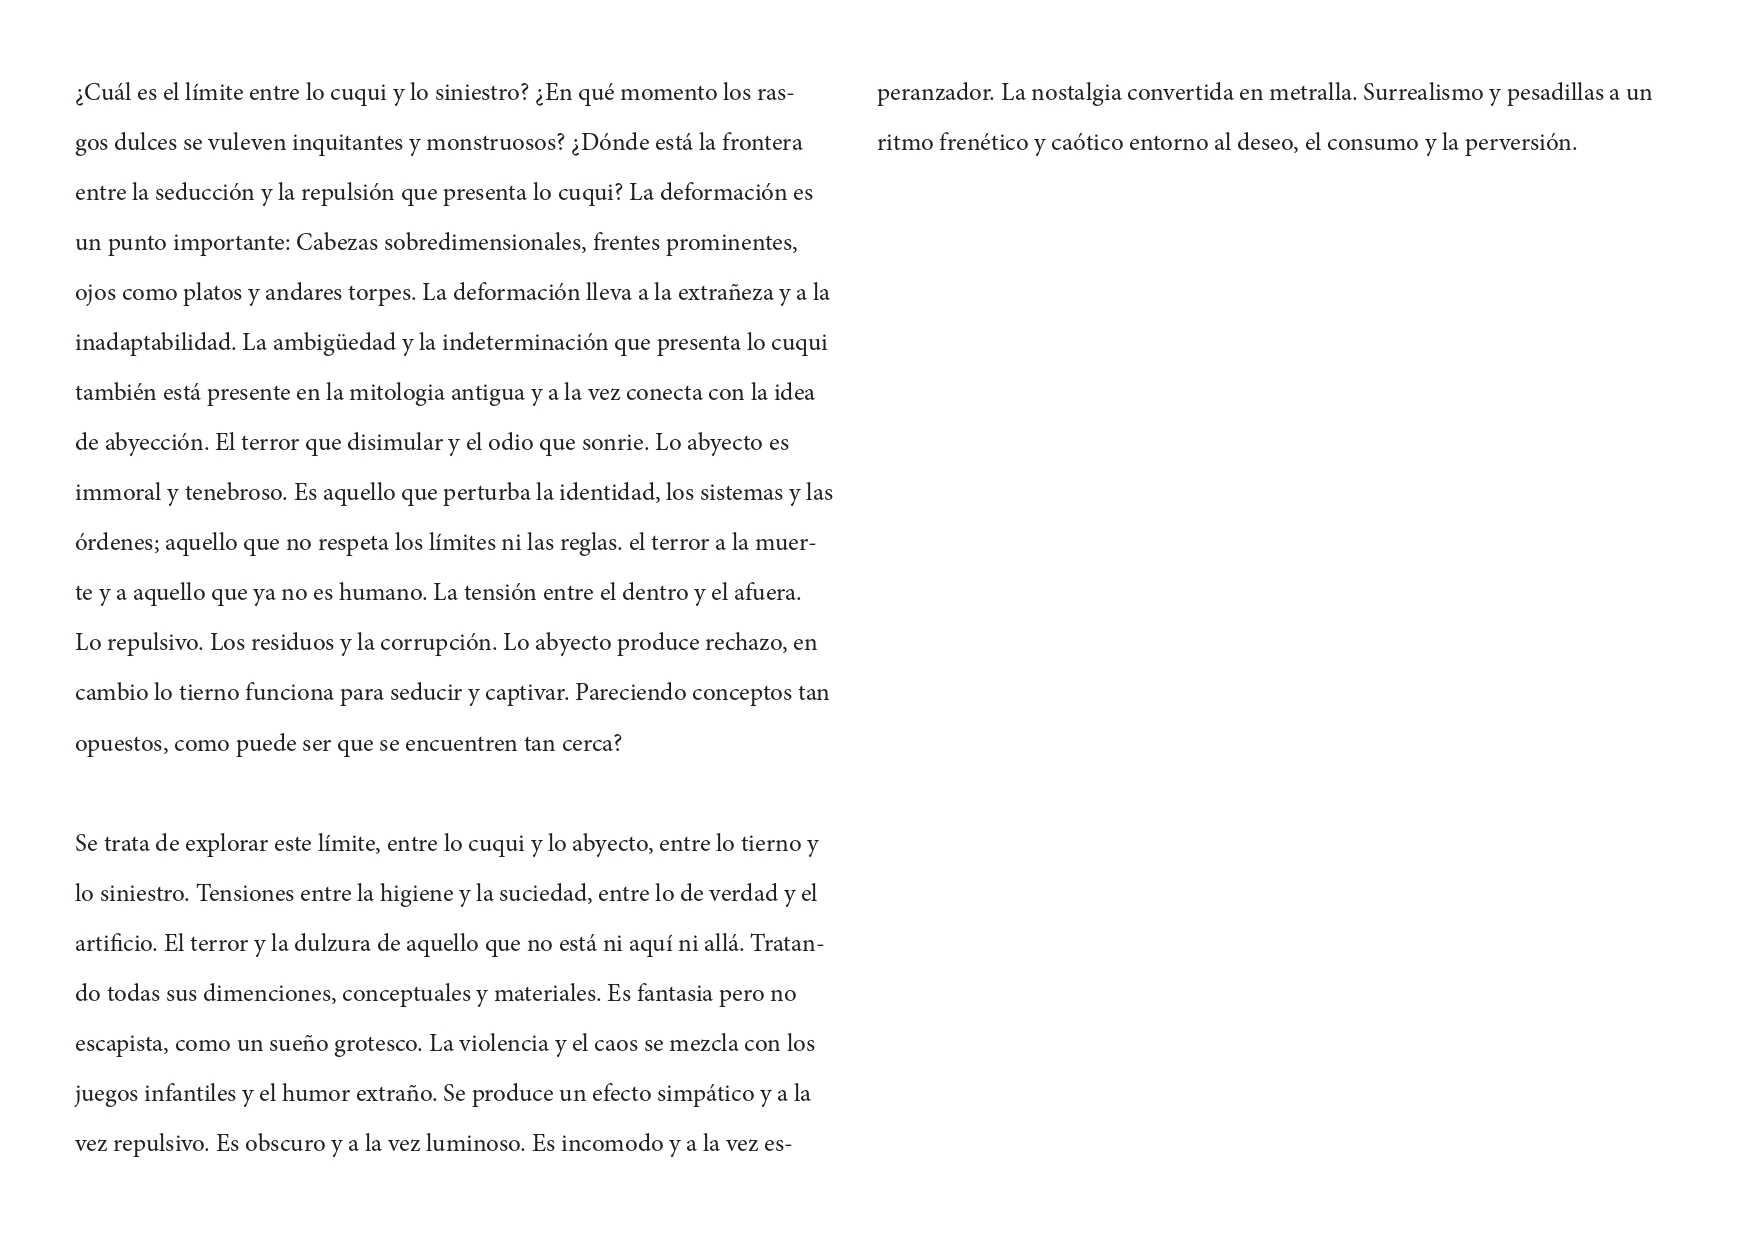 ¿Cuál es el límite entre lo cuqui y lo siniestro? ¿En qué momento los ras-
gos dulces se vuleven inquitantes y monstruosos? ¿Dónde está la frontera
entre la seducción y la repulsión que presenta lo cuqui? La deformación es
un punto importante: Cabezas sobredimensionales, frentes prominentes,
ojos como platos y andares torpes. La deformación lleva a la extrañeza y a la
inadaptabilidad. La ambigüedad y la indeterminación que presenta lo cuqui
también está presente en la mitologia antigua y a la vez conecta con la idea
de abyección. El terror que disimular y el odio que sonrie. Lo abyecto es
immoral y tenebroso. Es aquello que perturba la identidad, los sistemas y las
órdenes; aquello que no respeta los límites ni las reglas. el terror a la muer-
te y a aquello que ya no es humano. La tensión entre el dentro y el afuera.
Lo repulsivo. Los residuos y la corrupción. Lo abyecto produce rechazo, en
cambio lo tierno funciona para seducir y captivar. Pareciendo conceptos tan
opuestos, como puede ser que se encuentren tan cerca?
Se trata de explorar este límite, entre lo cuqui y lo abyecto, entre lo tierno y
lo siniestro. Tensiones entre la higiene y la suciedad, entre lo de verdad y el
artificio. El terror y la dulzura de aquello que no está ni aquí ni allá. Tratan-
do todas sus dimenciones, conceptuales y materiales. Es fantasia pero no
escapista, como un sueño grotesco. La violencia y el caos se mezcla con los
juegos infantiles y el humor extraño. Se produce un efecto simpático y a la
vez repulsivo. Es obscuro y a la vez luminoso. Es incomodo y a la vez es-
peranzador. La nostalgia convertida en metralla. Surrealismo y pesadillas a un
ritmo frenético y caótico entorno al deseo, el consumo y la perversión.